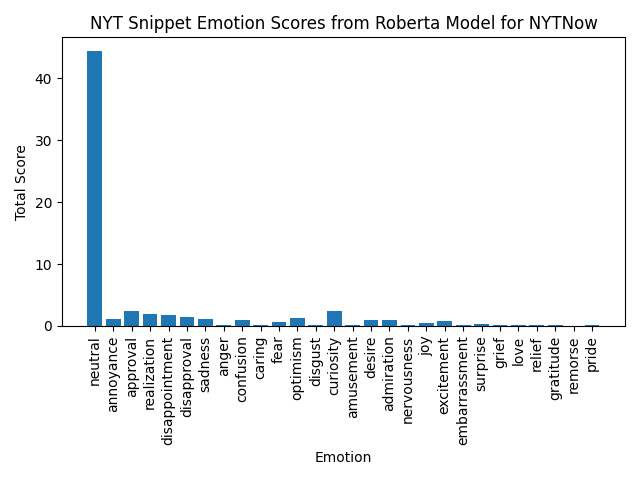 NYT Snippet Emotion Scores from Roberta Model for NYTNow
Total Score
40
30
20
10
0
neutral
annoyance
approval
realization
disappointment
disapproval
sadness
anger
confusion
caring
fear
optimism
disgust
curiosity
amusement
desire
admiration
nervousness
joy
excitement
embarrassment
surprise
grief
love
relief
gratitude
remorse
pride
Emotion